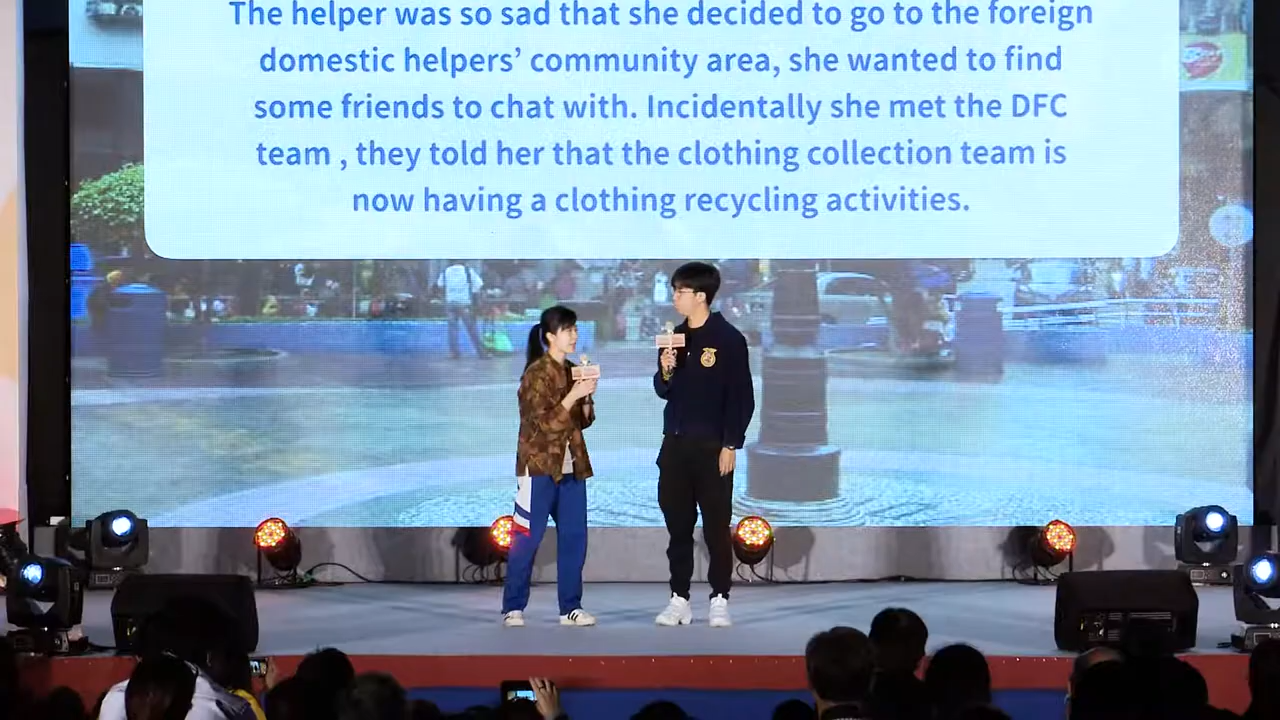 The helper was so sad that she decided to go to the foreign
domestic helpers’ community area, she wanted to find
some friends to chat with. Incidentally she met the DFC
team , they told her that the clothing collection team is
now having a clothing recycling activities.